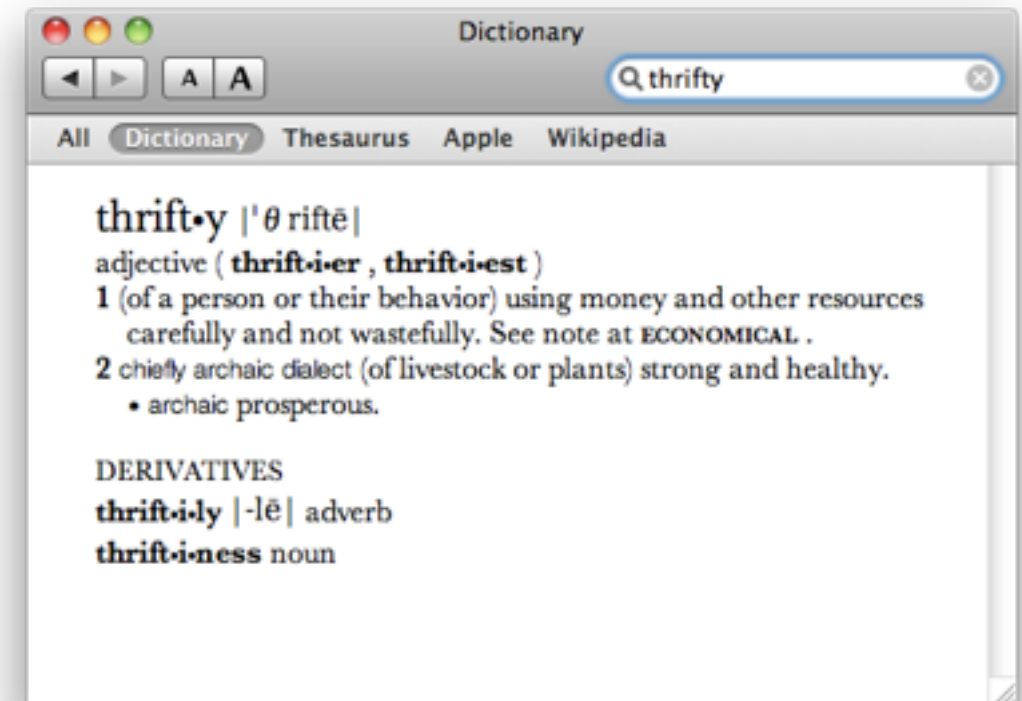 Dictionary
A A
thrifty
All Dictionary Thesaurus Apple Wikipedia
thrift•y |ˈθriftē|
adjective ( thrift•i•er , thrift•i•est )
1 (of a person or their behavior) using money and other resources
carefully and not wastefully. See note at ECONOMICAL .
2 chiefly archaic dialect (of livestock or plants) strong and healthy.
• archaic prosperous.
DERIVATIVES
thrift•i•ly |-lē| adverb
thrift•i•ness noun